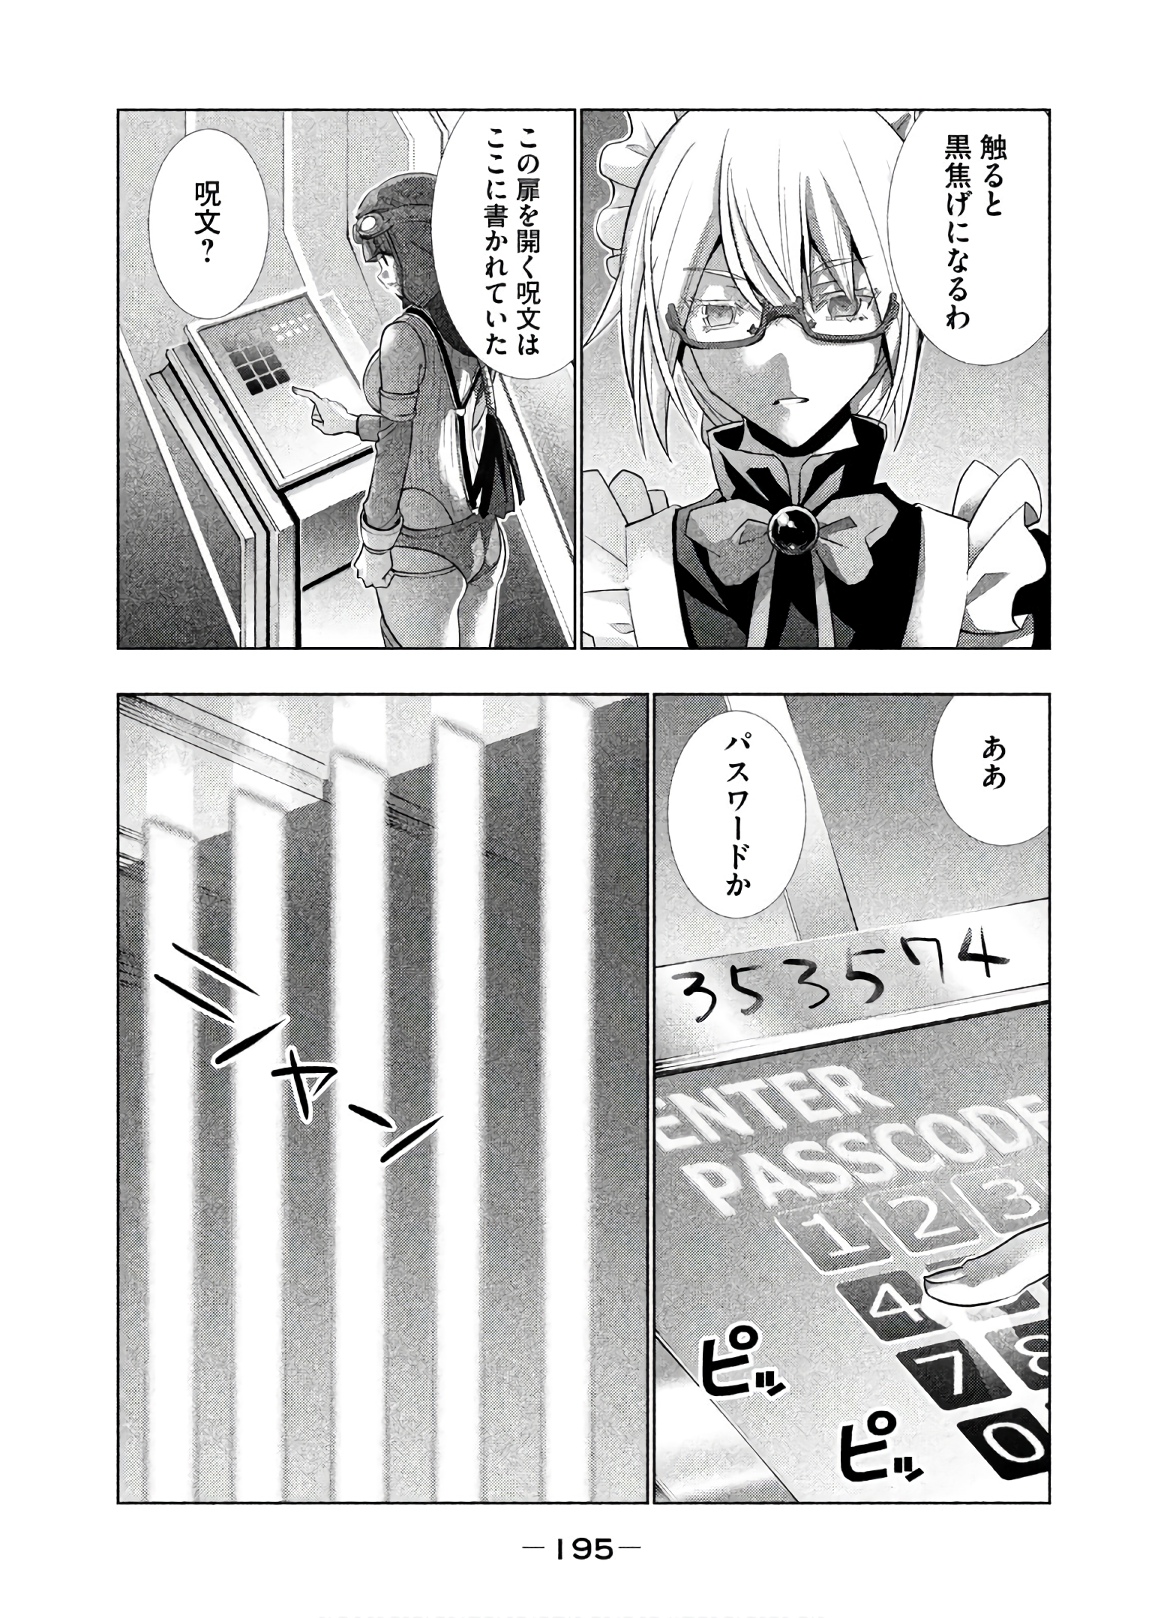 触ると
黒焦げになるわ
この扉を開く呪文は
ここに書かれていた
呪文?
ああ
パスワードか
353574
ENTER
PASSCODE
1 2 3
4
7 8
0
ピッ
ピッ
シャン
—195—